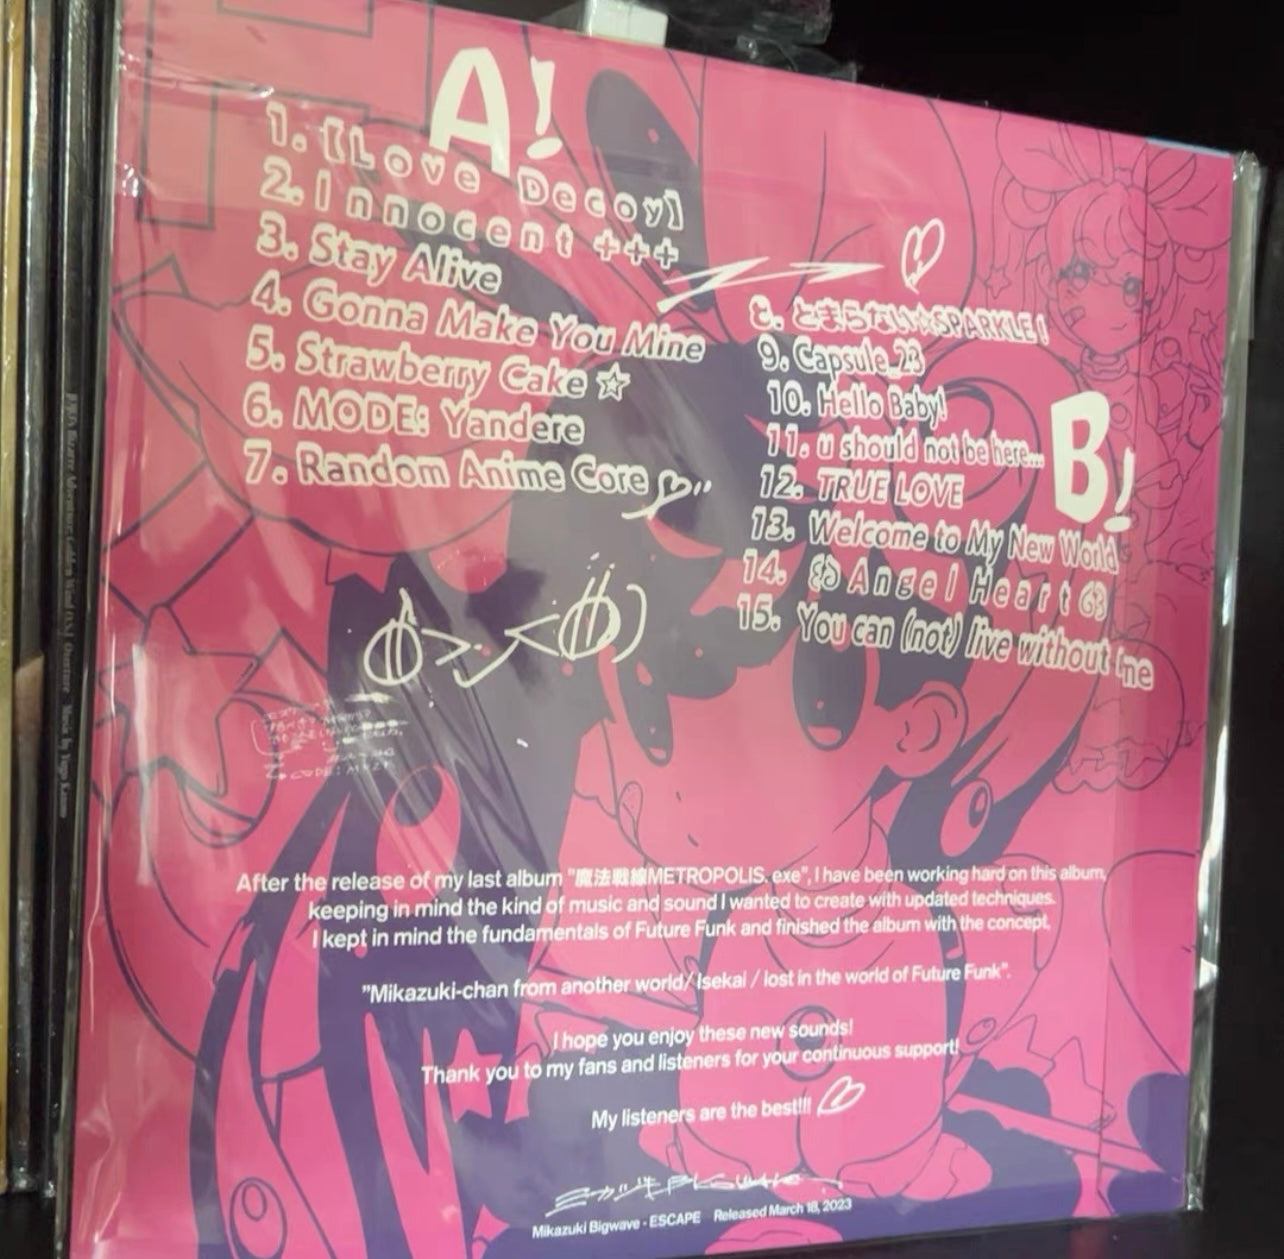 A!
1. [Love Decoy]
2. Innocent +++
3. Stay Alive
4. Gonna Make You Mine
5. Strawberry Cake ☆
6. MODE: Yandere
7. Random Anime Core
8. とまらない☆SPARKLE!
9. Capsule_23
10. Hello Baby!
11. u should not be here...
12. TRUE LOVE
13. Welcome to My New World
14. Angel Heart
15. You can (not) live without me
B!
After the release of my last album "魔法戦線METROPOLIS.exe", I have been working hard on this album,
keeping in mind the kind of music and sound I wanted to create with updated techniques.
I kept in mind the fundamentals of Future Funk and finished the album with the concept,
"Mikazuki-chan from another world/ Isekai / lost in the world of Future Funk".
I hope you enjoy these new sounds!
Thank you to my fans and listeners for your continuous support!
My listeners are the best!!!
Mikazuki Bigwave - ESCAPE Released March 18, 2023